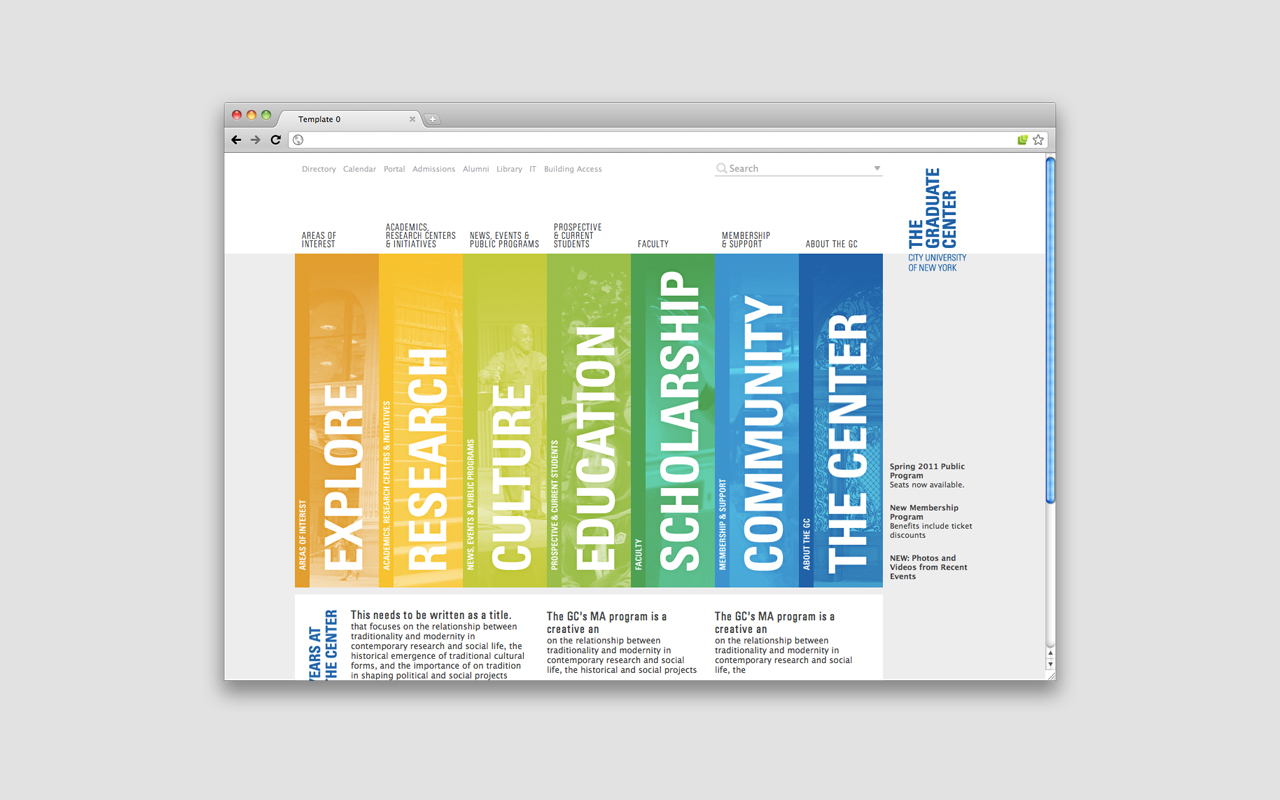 Template 0
Directory Calendar Portal Admissions Alumni Library IT Building Access
Search
THE
GRADUATE
CENTER
CITY UNIVERSITY
OF NEW YORK
AREAS OF
INTEREST
ACADEMICS,
RESEARCH CENTERS
& INITIATIVES
NEWS, EVENTS &
PUBLIC PROGRAMS
PROSPECTIVE
& CURRENT
STUDENTS
FACULTY
MEMBERSHIP
& SUPPORT
ABOUT THE GC
AREAS OF INTEREST
EXPLORE
ACADEMICS, RESEARCH CENTERS & INITIATIVES
RESEARCH
NEWS, EVENTS & PUBLIC PROGRAMS
CULTURE
PROSPECTIVE & CURRENT STUDENTS
EDUCATION
FACULTY
SCHOLARSHIP
MEMBERSHIP & SUPPORT
COMMUNITY
ABOUT THE GC
THE CENTER
Spring 2011 Public
Program
Seats now available.
New Membership
Program
Benefits include ticket
discounts
NEW: Photos and
Videos from Recent
Events
YEARS AT
THE CENTER
This needs to be written as a title.
that focuses on the relationship between
traditionality and modernity in
contemporary research and social life, the
historical emergence of traditional cultural
forms, and the importance of on tradition
in shaping political and social projects
The GC's MA program is a
creative an
on the relationship between
traditionality and modernity in
contemporary research and social
life, the historical and social projects
The GC's MA program is a
creative an
on the relationship between
traditionality and modernity in
contemporary research and social
life, the